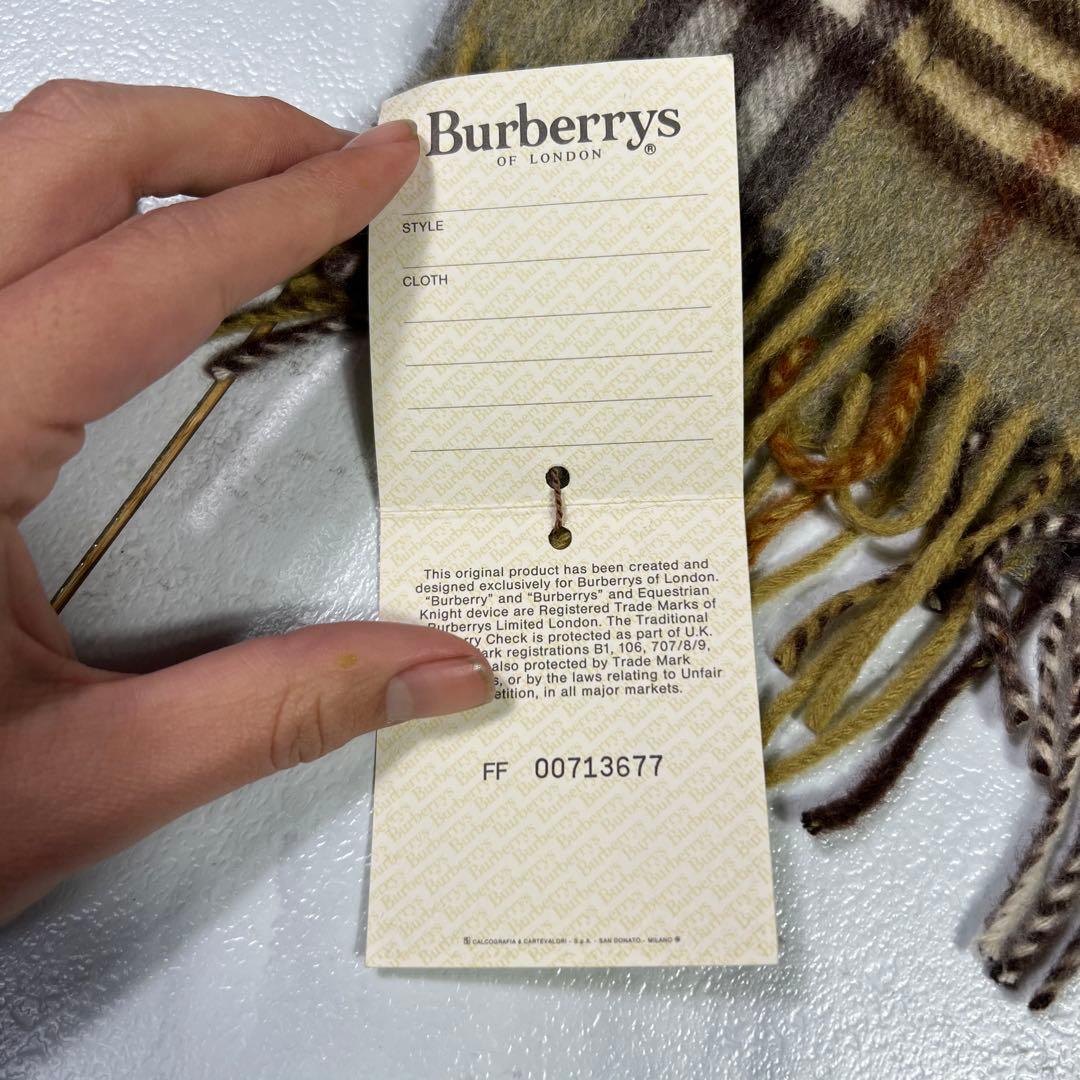 Burberrys
OF LONDON ®
STYLE
CLOTH
This original product has been created and
designed exclusively for Burberrys of London.
“Burberry” and “Burberrys” and Equestrian
Knight device are Registered Trade Marks of
Burberrys Limited London. The Traditional
Check is protected as part of U.K.
registrations B1, 106, 707/8/9,
also protected by Trade Mark
or by the laws relating to Unfair
in all major markets.
FF 00713677
CALCOGRAFIA & CARTEVALORI - S.p.A. - SAN DONATO - MILANO